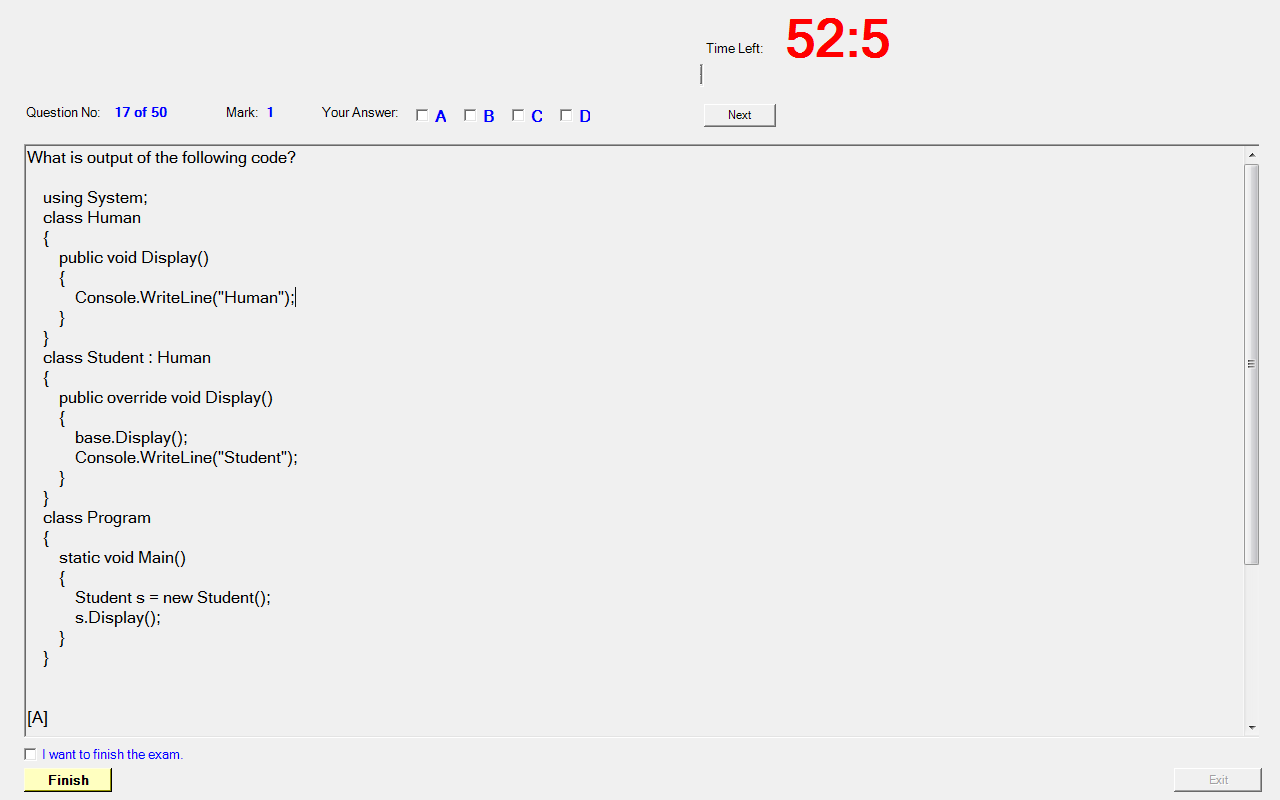 Time Left: 52:5
Question No: 17 of 50 Mark: 1 Your Answer: A B C D Next
What is output of the following code?
using System;
class Human
{
public void Display()
{
Console.WriteLine("Human");
}
}
class Student : Human
{
public override void Display()
{
base.Display();
Console.WriteLine("Student");
}
}
class Program
{
static void Main()
{
Student s = new Student();
s.Display();
}
}
[A]
I want to finish the exam.
Finish Exit